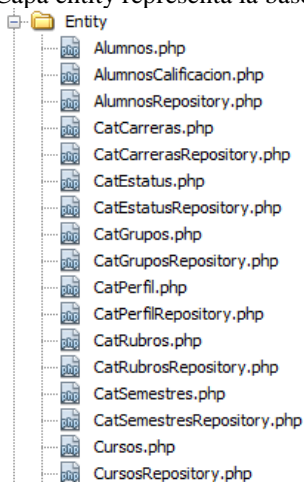 Capa entity representa la base
Entity
Alumnos.php
AlumnosCalificacion.php
AlumnosRepository.php
CatCarreras.php
CatCarrerasRepository.php
CatEstatus.php
CatEstatusRepository.php
CatGrupos.php
CatGruposRepository.php
CatPerfil.php
CatPerfilRepository.php
CatRubros.php
CatRubrosRepository.php
CatSemestres.php
CatSemestresRepository.php
Cursos.php
CursosRepository.php